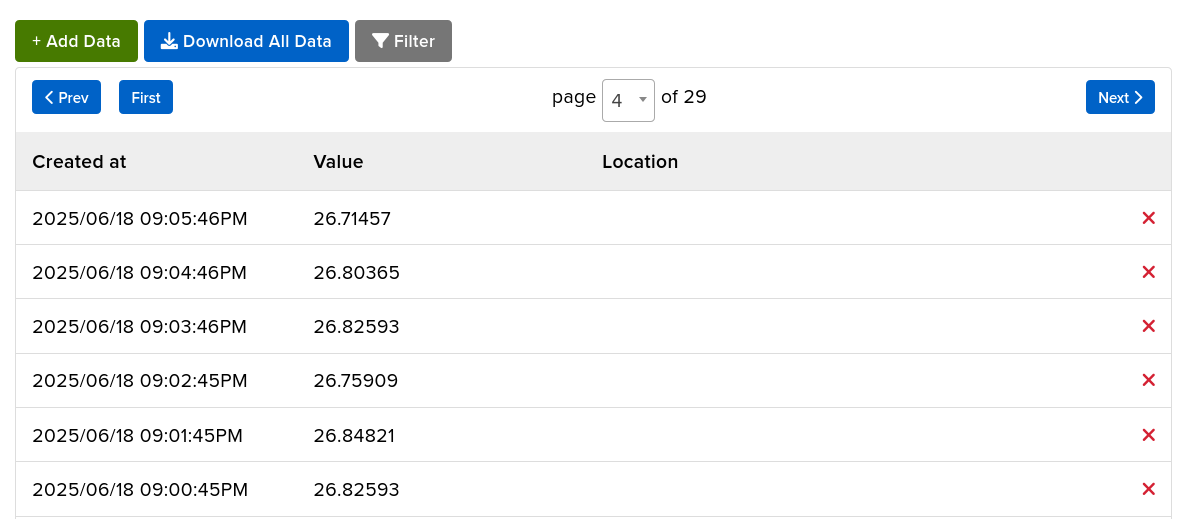 + Add Data Download All Data Filter
Prev First page 4 of 29 Next
Created at Value Location
2025/06/18 09:05:46PM 26.71457
2025/06/18 09:04:46PM 26.80365
2025/06/18 09:03:46PM 26.82593
2025/06/18 09:02:45PM 26.75909
2025/06/18 09:01:45PM 26.84821
2025/06/18 09:00:45PM 26.82593